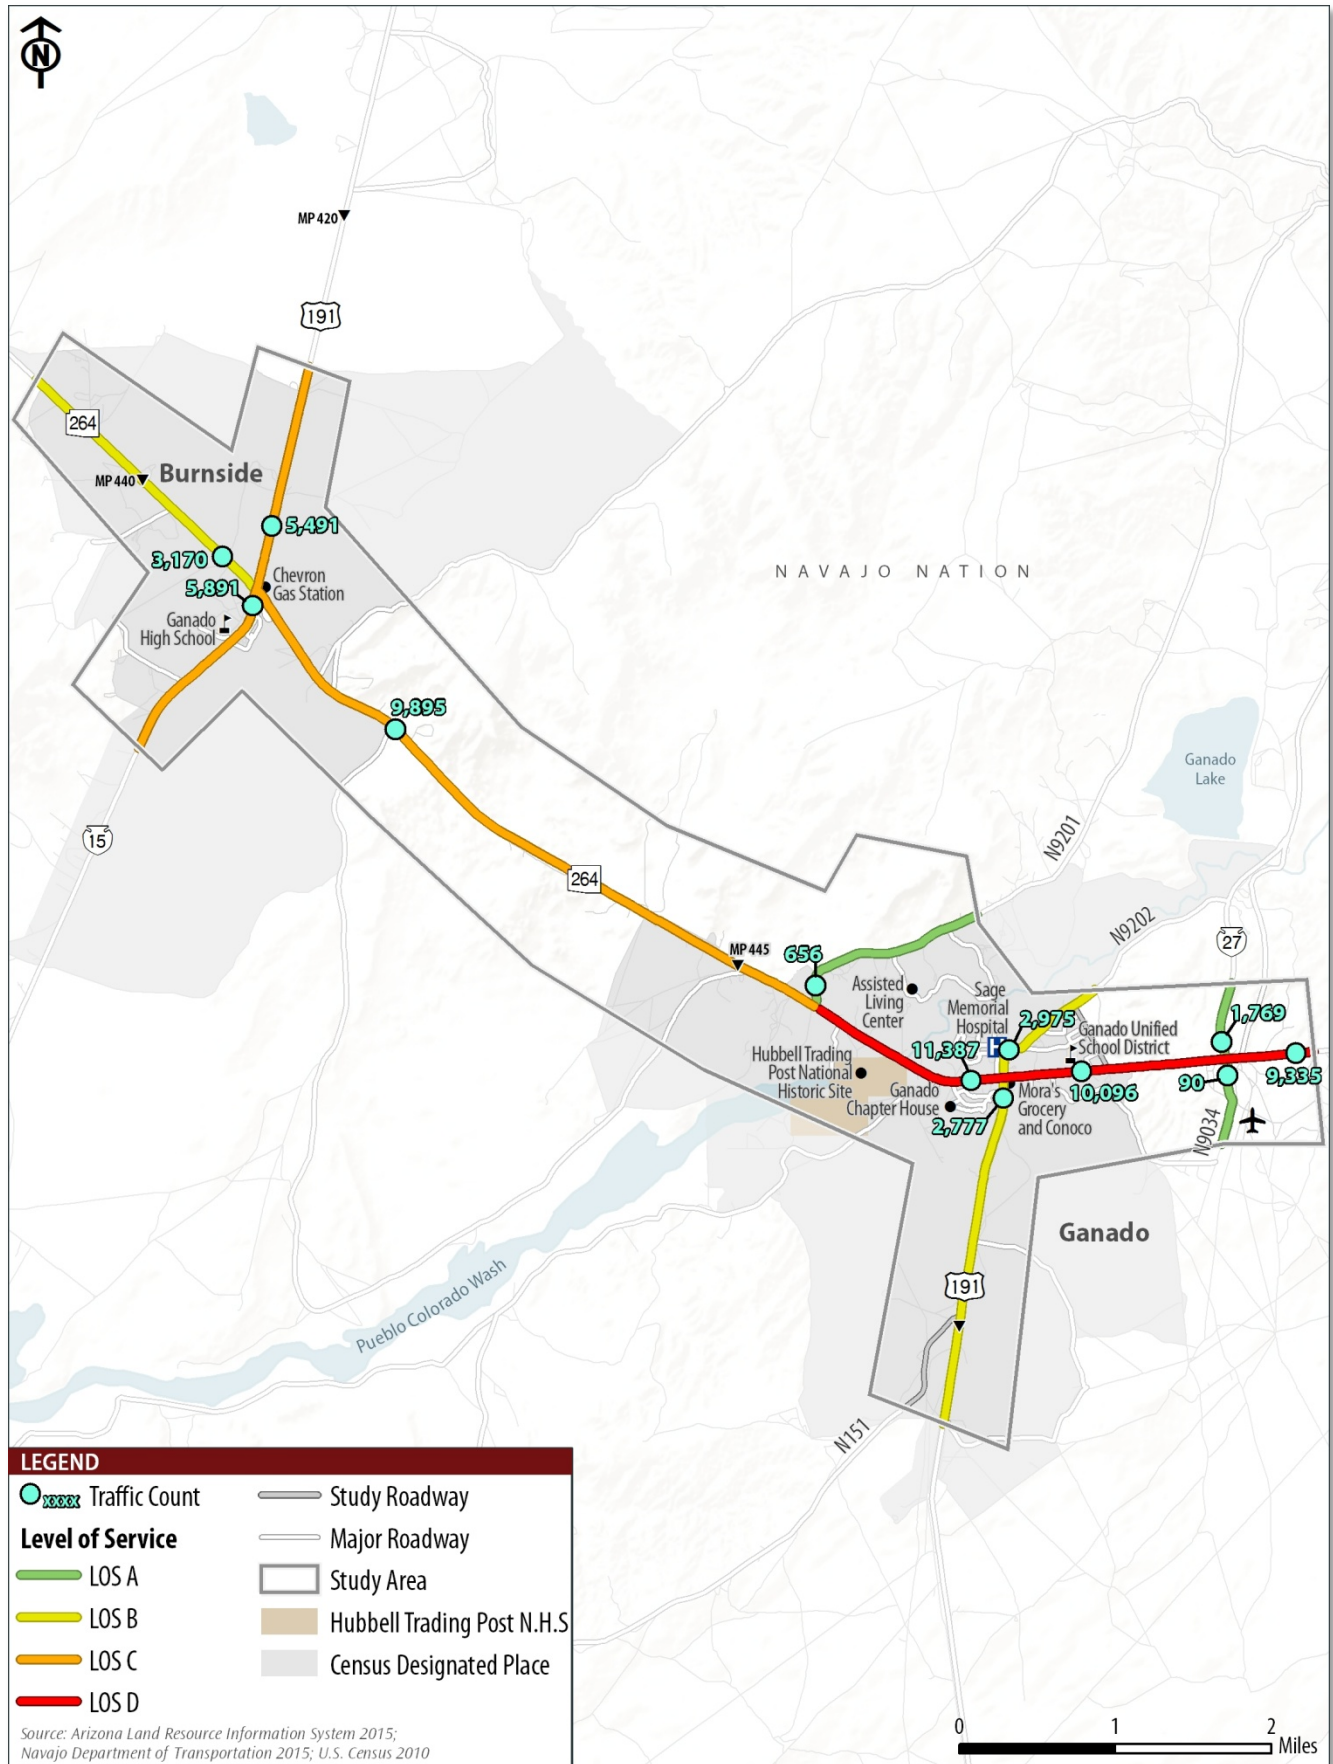 N
MP 420
191
264
MP 440
Burnside
5,491
3,170
Chevron
Gas Station
5,891
Ganado
High School
NAVAJO NATION
9,895
Ganado
Lake
15
N9201
264
N9202
27
MP 445
656
Assisted
Living
Center
Sage
Memorial
Hospital
H
2,975
Ganado Unified
School District
1,769
11,387
Hubbell Trading
Post National
Historic Site
Ganado
Chapter House
2,777
Mora's
Grocery
and Conoco
10,096
90
9,335
N9034
Ganado
191
Pueblo Colorado Wash
N151
LEGEND
xxxx Traffic Count
Study Roadway
Level of Service
Major Roadway
LOS A
Study Area
LOS B
Hubbell Trading Post N.H.S
LOS C
Census Designated Place
LOS D
Source: Arizona Land Resource Information System 2015;
Navajo Department of Transportation 2015; U.S. Census 2010
0 1 2
Miles